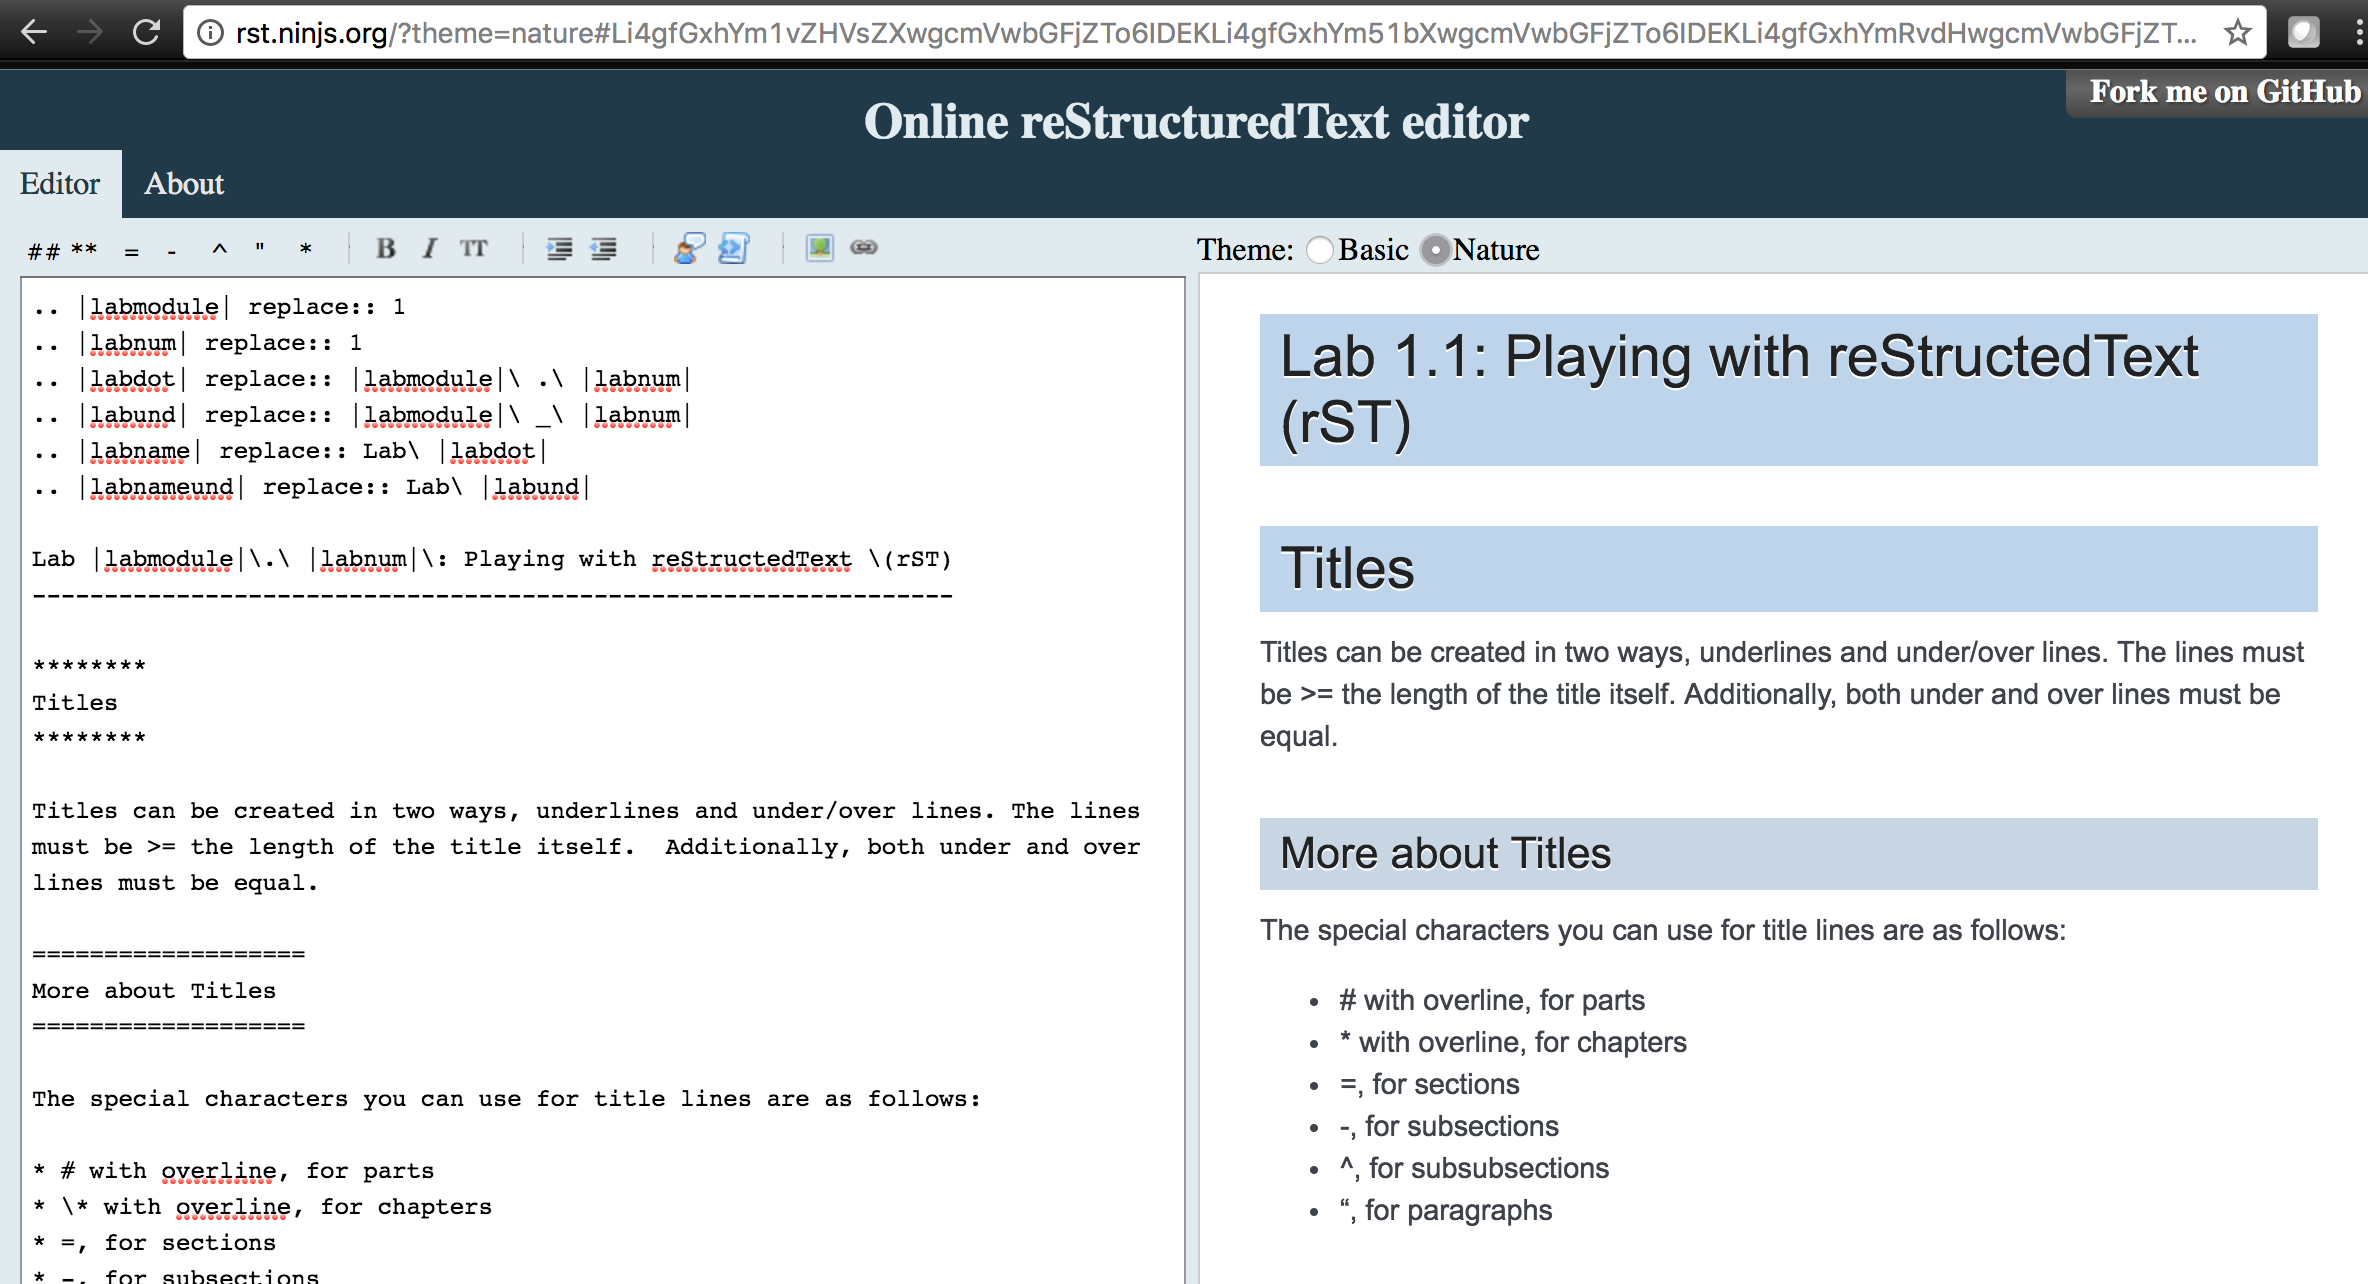 rst.ninjs.org/?theme=nature#Li4gfGxhYm1vZHVsZXwgcmVwbGFjZTo6IDEKLi4gfGxhYm51bXwgcmVwbGFjZTo6IDEKLi4gfGxhYmRvdHwgcmVwbGFjZT...
Fork me on GitHub
Online reStructuredText editor
Editor About
## ** = - ^ " * B I TT
Theme: Basic Nature
.. |labmodule| replace:: 1
.. |labnum| replace:: 1
.. |labdot| replace:: |labmodule|\ .\ |labnum|
.. |labund| replace:: |labmodule|\ _\ |labnum|
.. |labname| replace:: Lab\ |labdot|
.. |labnameund| replace:: Lab\ |labund|
Lab |labmodule|\.\ |labnum|\: Playing with reStructedText \(rST)
----------------------------------------------------------------
********
Titles
********
Titles can be created in two ways, underlines and under/over lines. The lines
must be >= the length of the title itself.  Additionally, both under and over
lines must be equal.
===================
More about Titles
===================
The special characters you can use for title lines are as follows:
* # with overline, for parts
* \* with overline, for chapters
* =, for sections
* -, for subsections
Lab 1.1: Playing with reStructedText
(rST)
Titles
Titles can be created in two ways, underlines and under/over lines. The lines must
be >= the length of the title itself. Additionally, both under and over lines must be
equal.
More about Titles
The special characters you can use for title lines are as follows:
• # with overline, for parts
• * with overline, for chapters
• =, for sections
• -, for subsections
• ^, for subsubsections
• “, for paragraphs